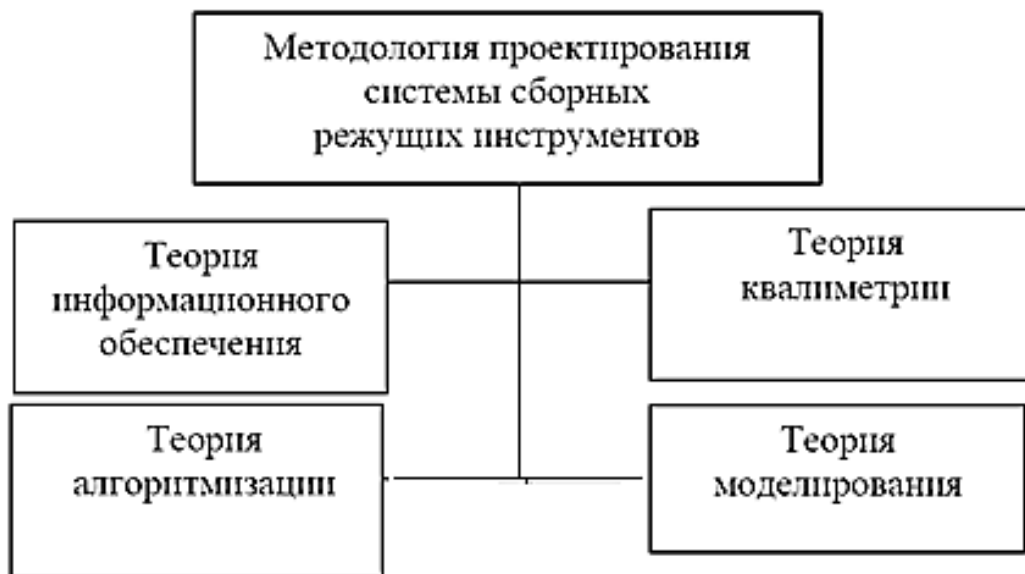 Методология проектирования
системы сборных
режущих инструментов
Теория
информационного
обеспечения
Теория
квалиметрии
Теория
алгоритмизации
Теория
моделирования